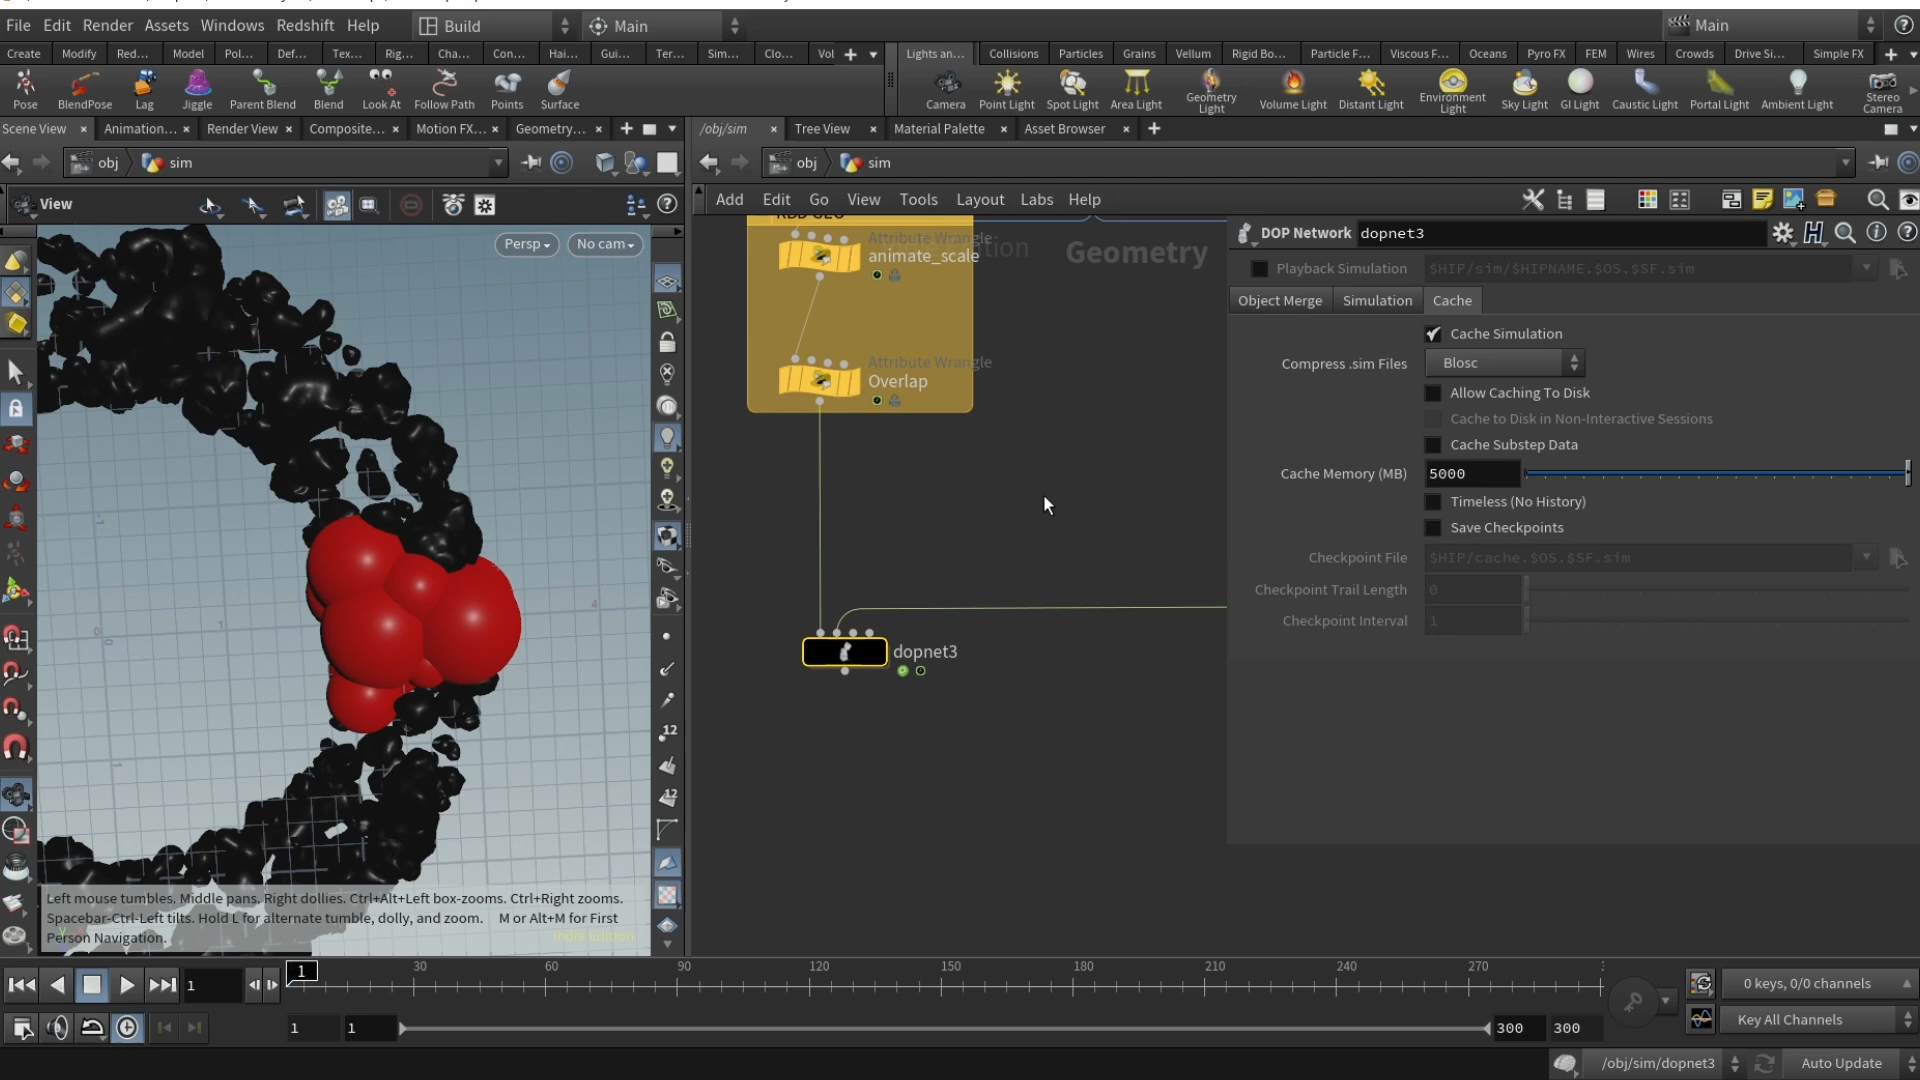 File Edit Render Assets Windows Redshift Help Build Main Main
Create Modify Red... Model Pol... Def... Tex... Rig... Cha... Con... Hai... Gui... Ter... Sim... Clo... Vol
Lights an... Collisions Particles Grains Vellum Rigid Bo... Particle F... Viscous F... Oceans Pyro FX FEM Wires Crowds Drive Si... Simple FX
Pose BlendPose Lag Jiggle Parent Blend Blend Look At Follow Path Points Surface
Camera Point Light Spot Light Area Light Geometry Light Volume Light Distant Light Environment Light Sky Light GI Light Caustic Light Portal Light Ambient Light Stereo Camera
Scene View Animation... Render View Composite... Motion FX... Geometry...
/obj/sim Tree View Material Palette Asset Browser
obj sim
obj sim
View
Add Edit Go View Tools Layout Labs Help
Persp No cam
RBD GEO
Attribute Wrangle
animate_scale
Geometry
Attribute Wrangle
Overlap
dopnet3
DOP Network dopnet3
Playback Simulation $HIP/sim/$HIPNAME.$OS.$SF.sim
Object Merge Simulation Cache
Cache Simulation
Compress .sim Files Blosc
Allow Caching To Disk
Cache to Disk in Non-Interactive Sessions
Cache Substep Data
Cache Memory (MB) 5000
Timeless (No History)
Save Checkpoints
Checkpoint File $HIP/cache.$OS.$SF.sim
Checkpoint Trail Length 0
Checkpoint Interval 1
12
12
Left mouse tumbles. Middle pans. Right dollies. Ctrl+Alt+Left box-zooms. Ctrl+Right zooms.
Spacebar-Ctrl-Left tilts. Hold L for alternate tumble, dolly, and zoom. M or Alt+M for First
Person Navigation.
Indie Edition
1 1 30 60 90 120 150 180 210 240 270
0 keys, 0/0 channels
1 1 300 300
Key All Channels
/obj/sim/dopnet3 Auto Update